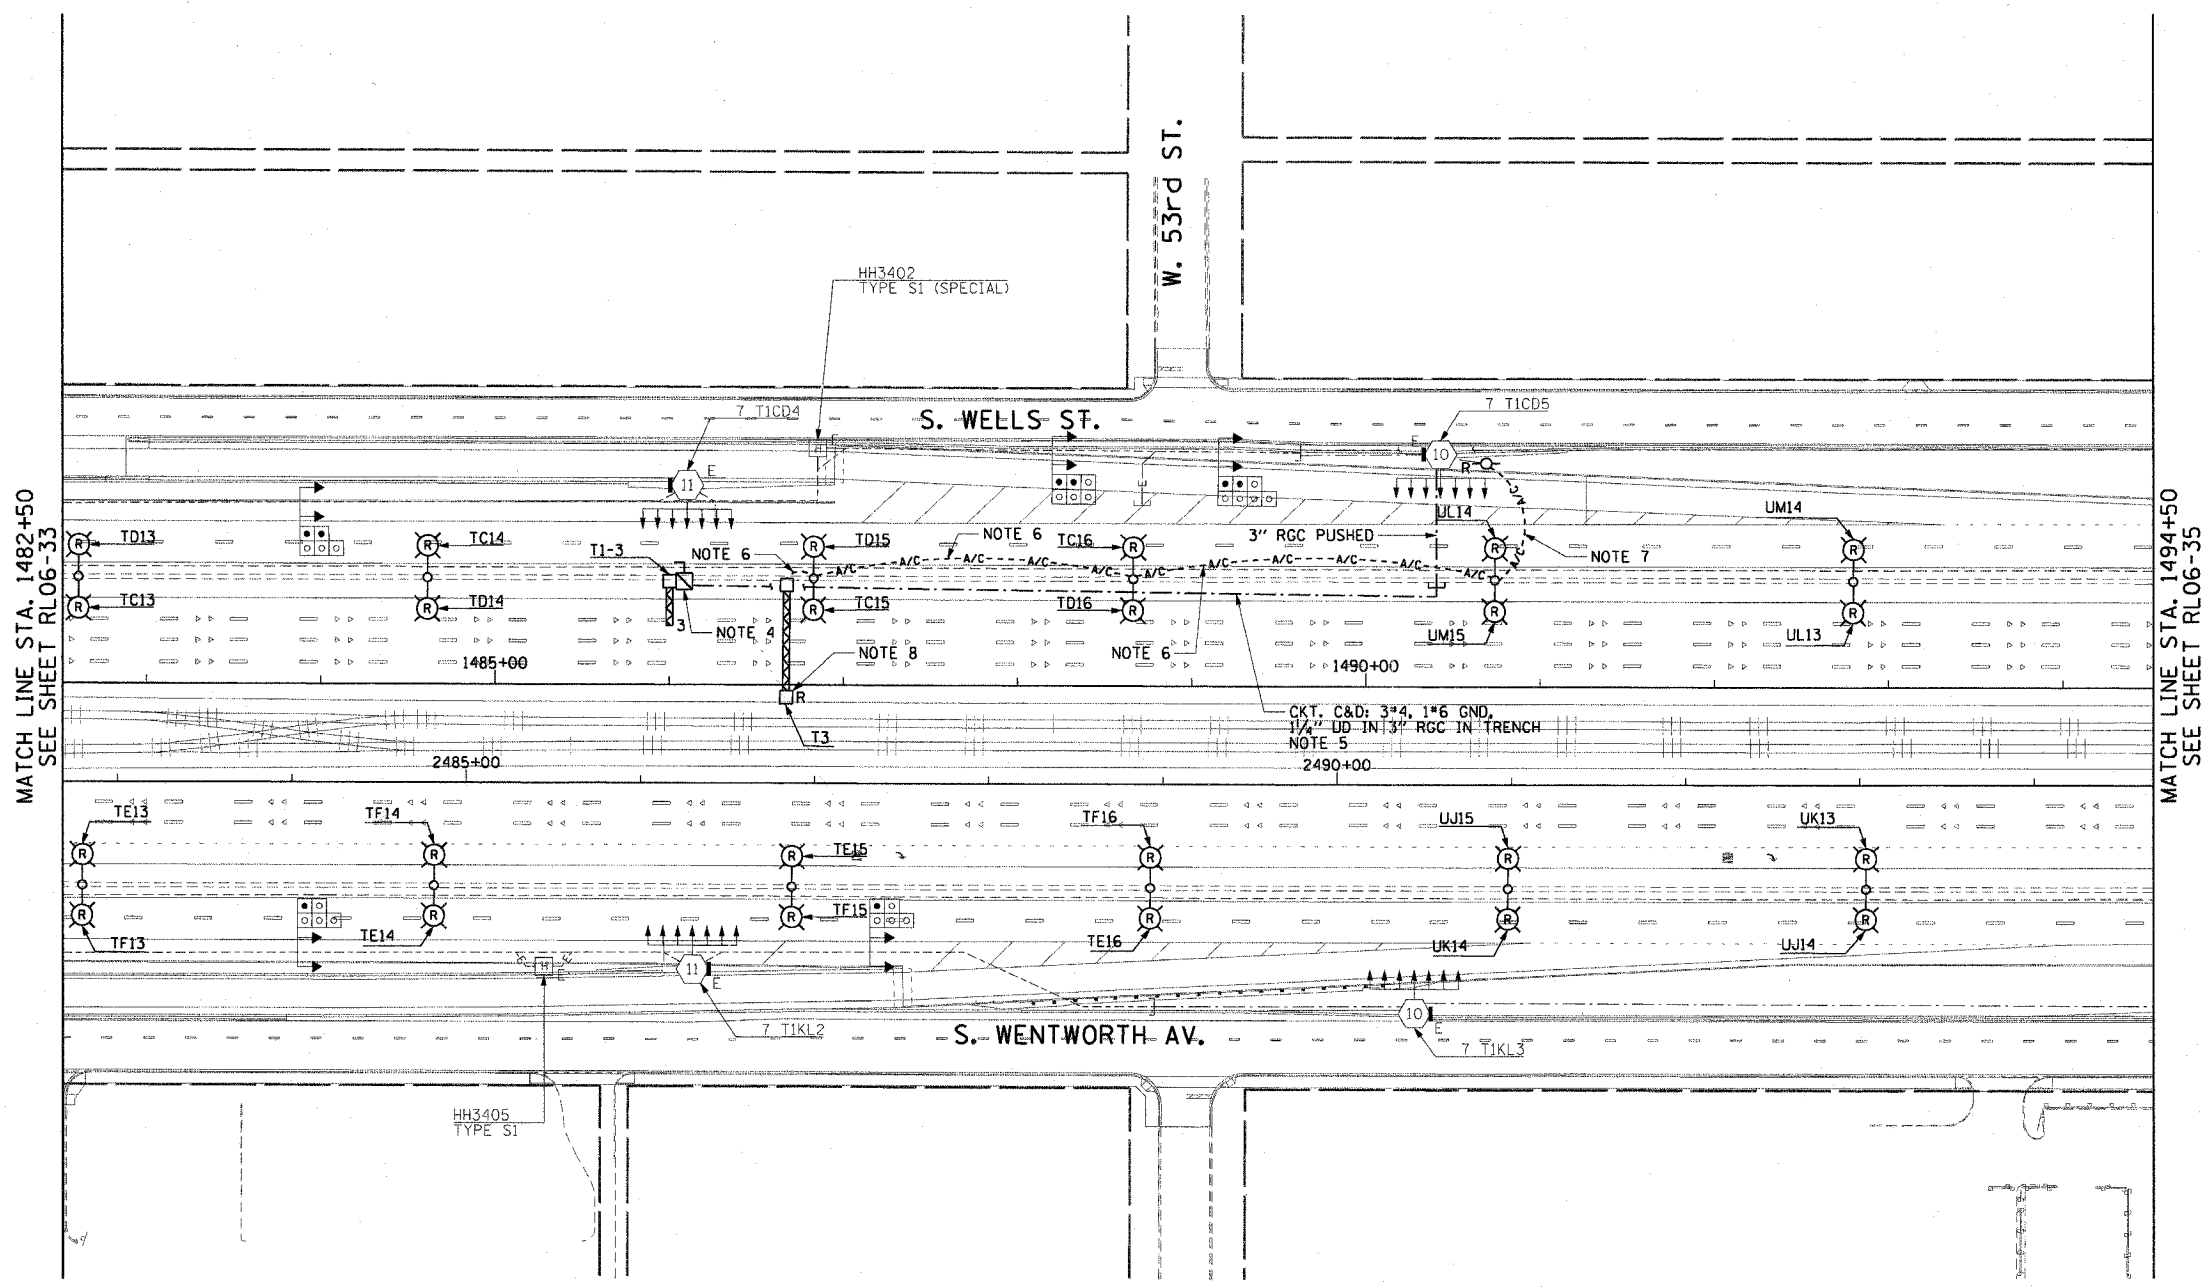 W. 53rd ST.
HH3402
TYPE S1 (SPECIAL)
7 T1CD4
S. WELLS ST.
7 T1CD5
10
E
R
11
E
MATCH LINE STA. 1482+50
SEE SHEET RL06-33
MATCH LINE STA. 1494+50
SEE SHEET RL06-35
UL14
UM14
R TD13
R TC14
T1-3
NOTE 6
R TD15
NOTE 6
TC16 R
3" RGC PUSHED
R
NOTE 7
R
A/C A/C A/C A/C A/C A/C A/C A/C A/C A/C A/C
R TC13
R TD14
3
NOTE 4
R TC15
TD16 R
R
UM15
R
UL13
NOTE 8
NOTE 6
1485+00
1490+00
R
T3
CKT. C&D: 3#4, 1#6 GND,
1 1/4" UD IN 3" RGC IN TRENCH
NOTE 5
2485+00
2490+00
TE13
TF14
TF16
UJ15
UK13
R
R
R TE15
R
R
R
R
R
R TF15
R
R
R
TF13
TE14
TE16
UK14
UJ14
H
E
E
11
E
10
E
7 T1KL2
S. WENTWORTH AV.
7 T1KL3
HH3405
TYPE S1